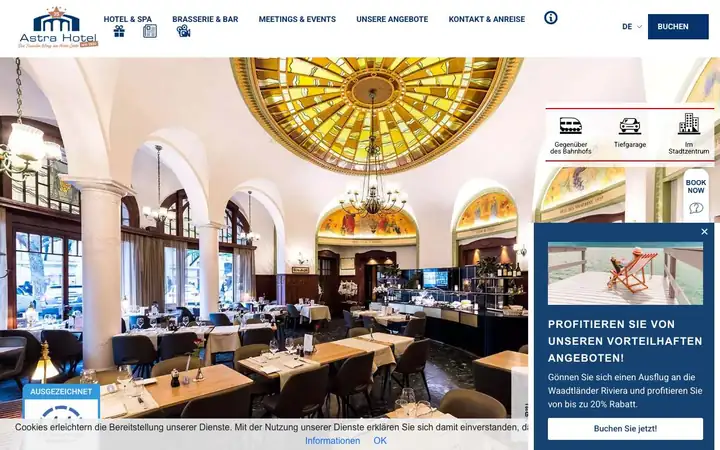 HOTEL & SPA
BRASSERIE & BAR
MEETINGS & EVENTS
UNSERE ANGEBOTE
KONTAKT & ANREISE
DE
BUCHEN
Astra Hotel
Gegenüber des Bahnhofs
Tiefgarage
Im Stadtzentrum
BOOK NOW
PROFITIEREN SIE VON
UNSEREN VORTEILHAFTEN
ANGEBOTEN!
Gönnen Sie sich einen Ausflug an die
Waadtländer Riviera und profitieren Sie
von bis zu 20% Rabatt.
Buchen Sie jetzt!
AUSGEZEICHNET
Cookies erleichtern die Bereitstellung unserer Dienste. Mit der Nutzung unserer Dienste erklären Sie sich damit einverstanden, da
Informationen OK